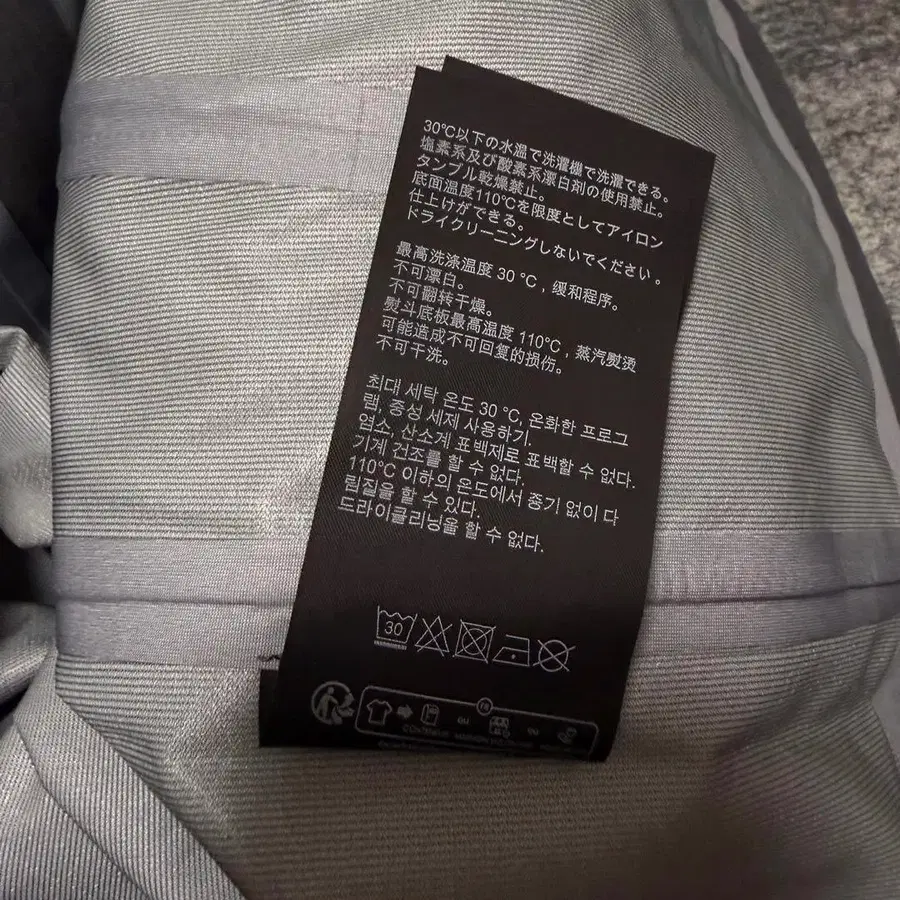 30℃以下の水温で洗濯機で洗濯できる。
塩素系及び酸素系漂白剤の使用禁止。
タンブル乾燥禁止。
底面温度110℃を限度としてアイロン
仕上げができる。
ドライクリーニングしないでください。
最高洗涤温度 30 °C，缓和程序。
不可漂白。
不可翻转干燥。
熨斗底板最高温度 110°C，蒸汽熨烫
可能造成不可回复的损伤。
不可干洗。
최대 세탁 온도 30 °C, 온화한 프로그
램, 중성 세제 사용하기.
염소, 산소계 표백제로 표백할 수 없다.
기계 건조를 할 수 없다.
110°C 이하의 온도에서 증기 없이 다
림질을 할 수 있다.
드라이클리닝을 할 수 없다.
30
FR